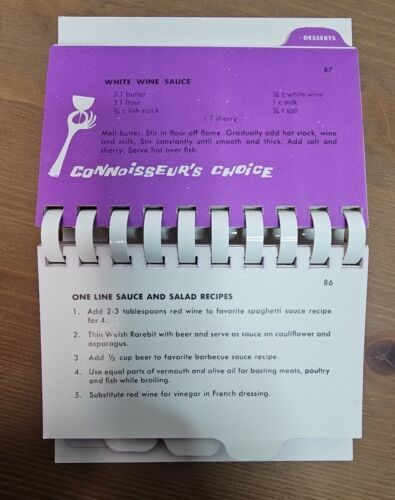 DESSERTS
87
WHITE WINE SAUCE
3 T butter
3 T flour
¾ c fish stock
¾ c white wine
1 c milk
¼ t salt
1 T sherry
Melt butter. Stir in flour off flame. Gradually add hot stock, wine
and milk. Stir constantly until smooth and thick. Add salt and
sherry. Serve hot over fish.
CONNOISSEUR'S CHOICE
86
ONE LINE SAUCE AND SALAD RECIPES
1. Add 2-3 tablespoons red wine to favorite spaghetti sauce recipe
for 4.
2. Thin Welsh Rarebit with beer and serve as sauce on cauliflower and
asparagus.
3. Add ½ cup beer to favorite barbecue sauce recipe.
4. Use equal parts of vermouth and olive oil for basting meats, poultry
and fish while broiling.
5. Substitute red wine for vinegar in French dressing.